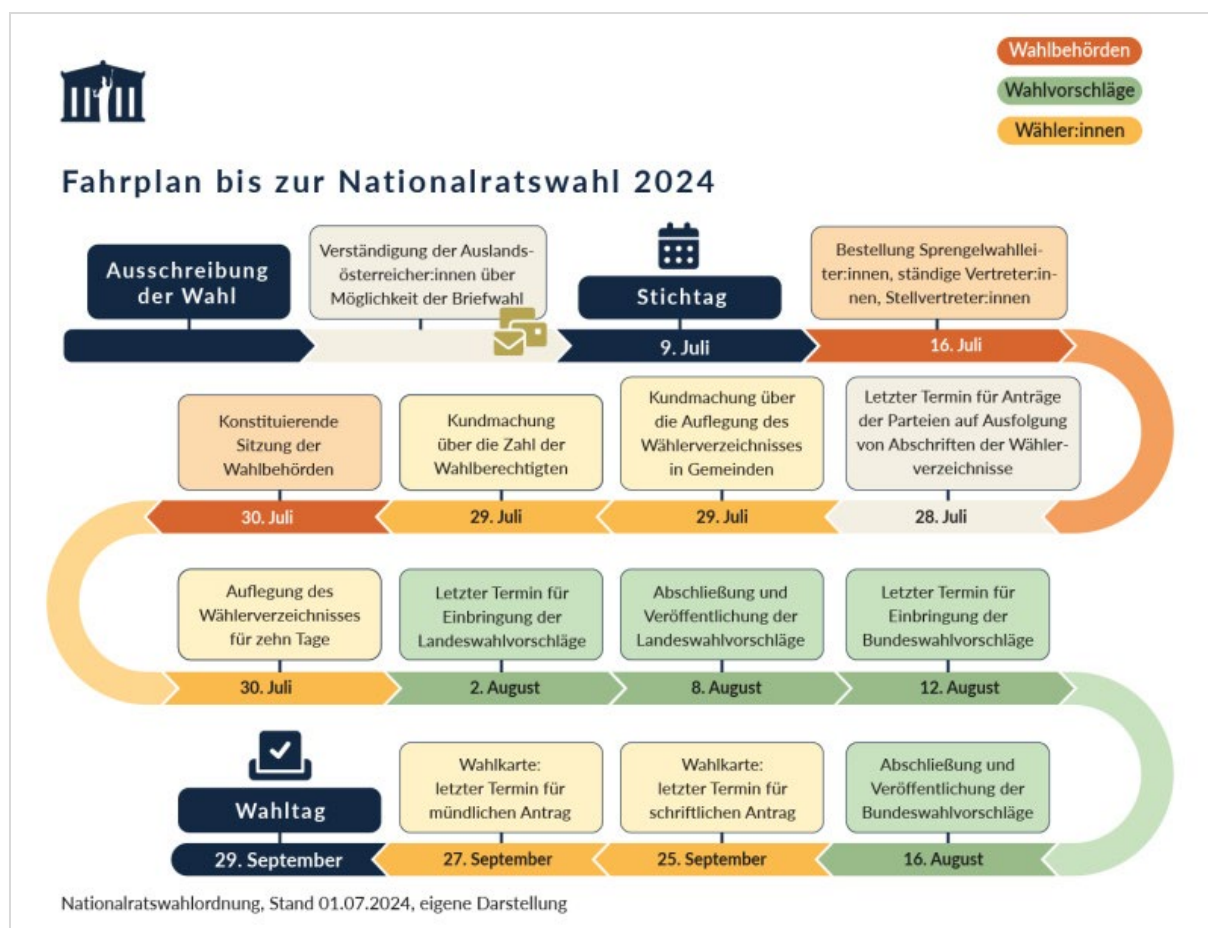 Wahlbehörden
Wahlvorschläge
Wähler:innen
Fahrplan bis zur Nationalratswahl 2024
Ausschreibung
der Wahl
Verständigung der Auslands-
österreicher:innen über
Möglichkeit der Briefwahl
Stichtag
9. Juli
Bestellung Sprengelwahllei-
ter:innen, ständige Vertreter:in-
nen, Stellvertreter:innen
16. Juli
Letzter Termin für Anträge
der Parteien auf Ausfolgung
von Abschriften der Wähler-
verzeichnisse
28. Juli
Kundmachung über
die Auflegung des
Wählerverzeichnisses
in Gemeinden
29. Juli
Kundmachung
über die Zahl der
Wahlberechtigten
29. Juli
Konstituierende
Sitzung der
Wahlbehörden
30. Juli
Auflegung des
Wählerverzeichnisses
für zehn Tage
30. Juli
Letzter Termin für
Einbringung der
Landeswahlvorschläge
2. August
Abschließung und
Veröffentlichung der
Landeswahlvorschläge
8. August
Letzter Termin für
Einbringung der
Bundeswahlvorschläge
12. August
Abschließung und
Veröffentlichung der
Bundeswahlvorschläge
16. August
Wahlkarte:
letzter Termin für
schriftlichen Antrag
25. September
Wahlkarte:
letzter Termin für
mündlichen Antrag
27. September
Wahltag
29. September
Nationalratswahlordnung, Stand 01.07.2024, eigene Darstellung